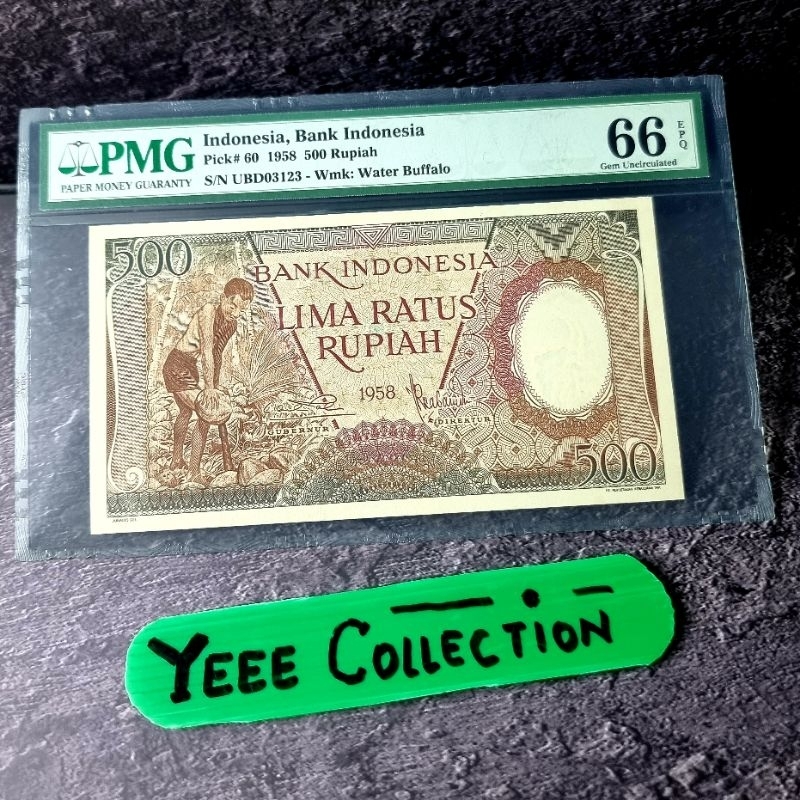 PMG
PAPER MONEY GUARANTY
Indonesia, Bank Indonesia
Pick# 60 1958 500 Rupiah
S/N UBD03123 - Wmk: Water Buffalo
66 EPQ
Gem Uncirculated
500
BANK INDONESIA
LIMA RATUS
RUPIAH
1958
GUBERNUR
DIREKTUR
500
YEEE COLLECTION